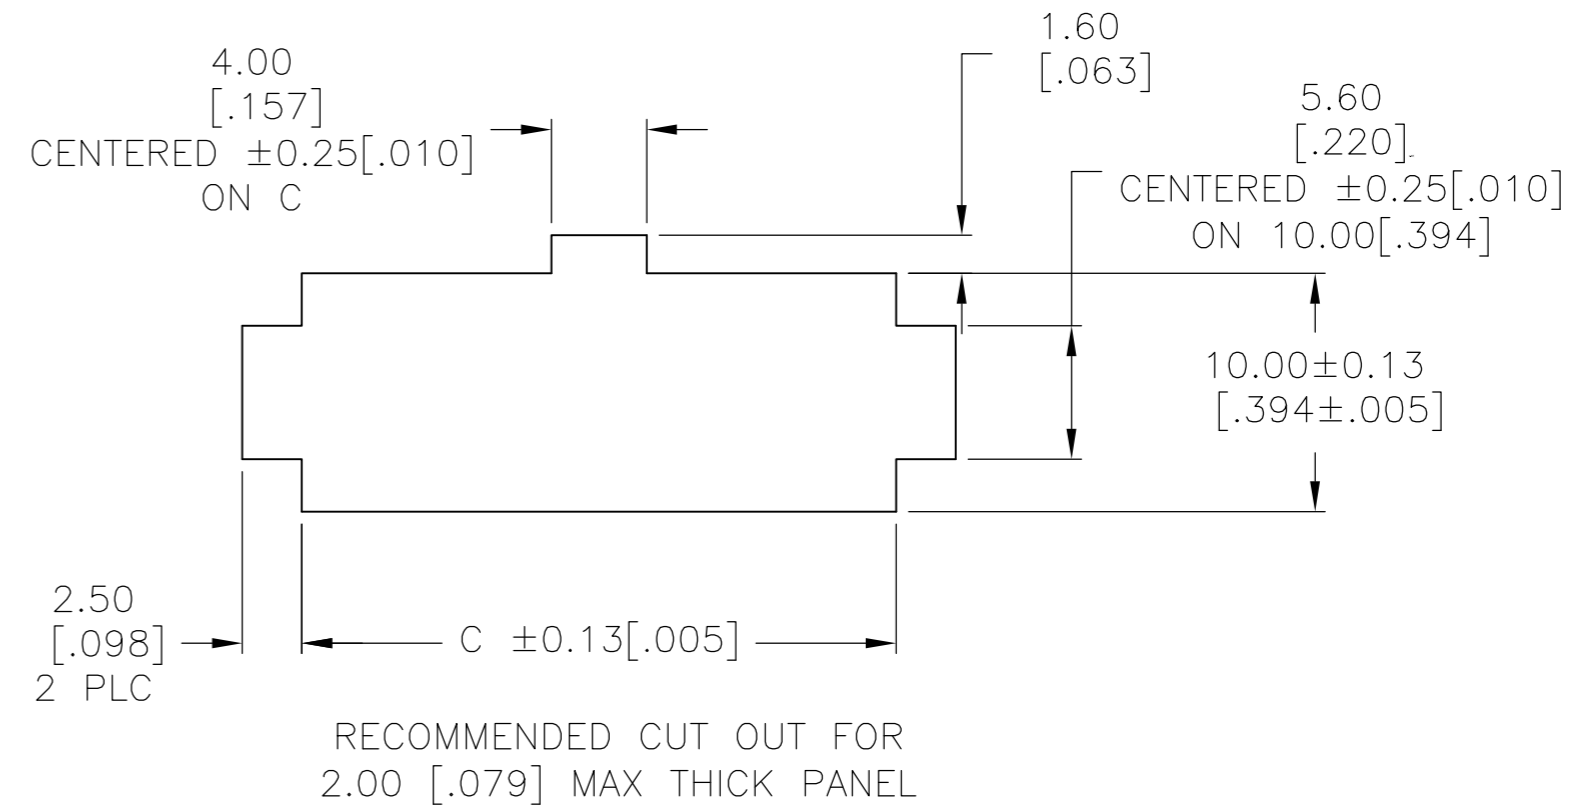 4.00
[.157]
CENTERED ±0.25[.010]
ON C
1.60
[.063]
5.60
[.220]
CENTERED ±0.25[.010]
ON 10.00[.394]
10.00±0.13
[.394±.005]
2.50
[.098]
2 PLC
C ±0.13[.005]
RECOMMENDED CUT OUT FOR
2.00 [.079] MAX THICK PANEL